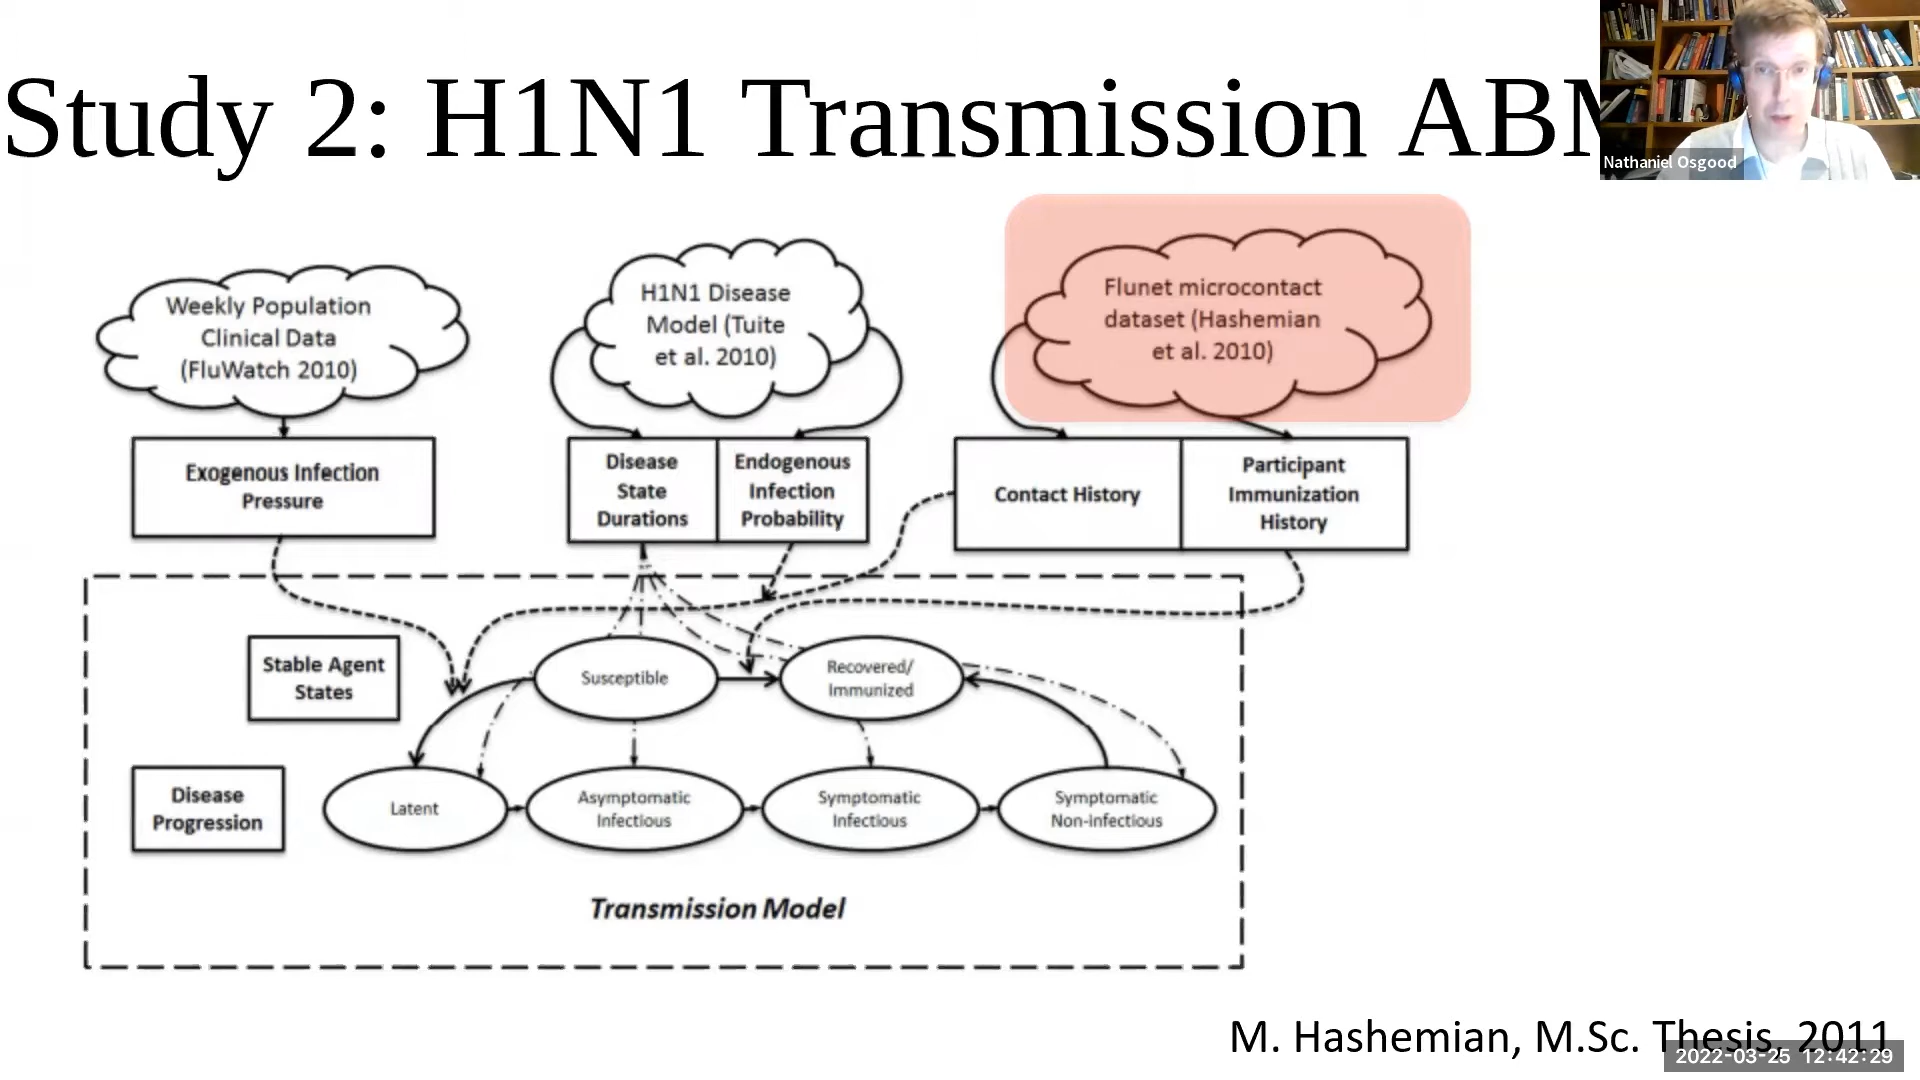 Study 2: H1N1 Transmission ABM
Nathaniel Osgood
Weekly Population
Clinical Data
(FluWatch 2010)
H1N1 Disease
Model (Tuite
et al. 2010)
Flunet microcontact
dataset (Hashemian
et al. 2010)
Exogenous Infection
Pressure
Disease
State
Durations
Endogenous
Infection
Probability
Contact History
Participant
Immunization
History
Stable Agent
States
Susceptible
Recovered/
Immunized
Disease
Progression
Latent
Asymptomatic
Infectious
Symptomatic
Infectious
Symptomatic
Non-infectious
Transmission Model
M. Hashemian, M.Sc. Thesis, 2011
2022-03-25 12:42:29